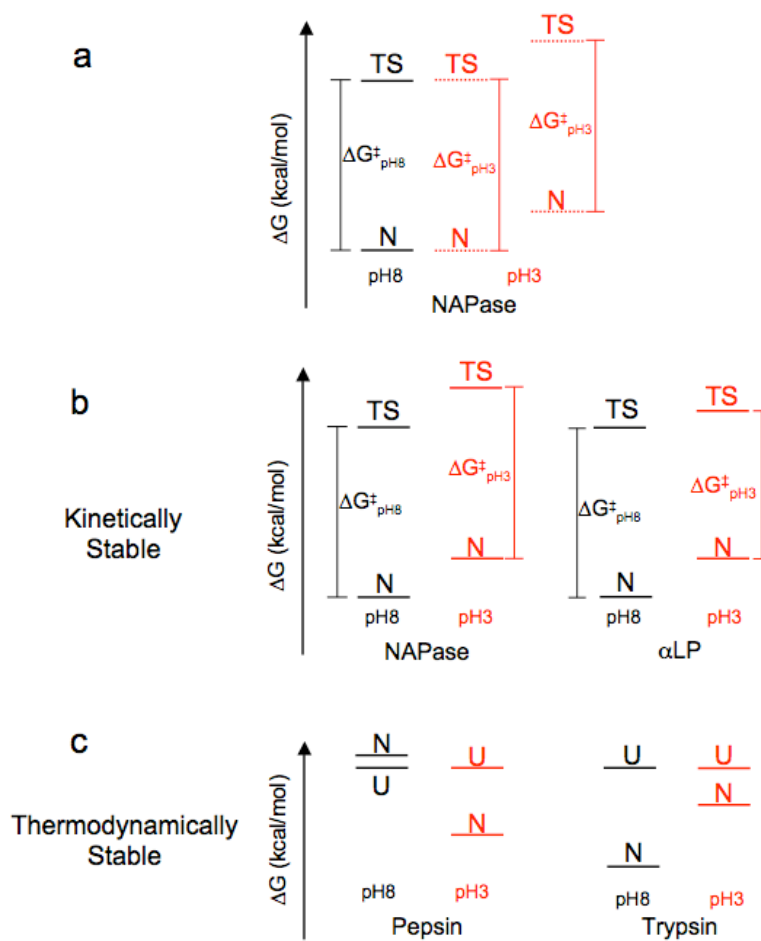 a
ΔG (kcal/mol)
TS
TS
TS
ΔG‡pH8
ΔG‡pH3
ΔG‡pH3
N
N
N
pH8
pH3
NAPase
b
Kinetically
Stable
ΔG (kcal/mol)
TS
TS
ΔG‡pH8
ΔG‡pH3
N
N
pH8
pH3
NAPase
TS
TS
ΔG‡pH8
ΔG‡pH3
N
N
pH8
pH3
αLP
c
Thermodynamically
Stable
ΔG (kcal/mol)
N
U
U
N
pH8
pH3
Pepsin
U
U
N
N
pH8
pH3
Trypsin